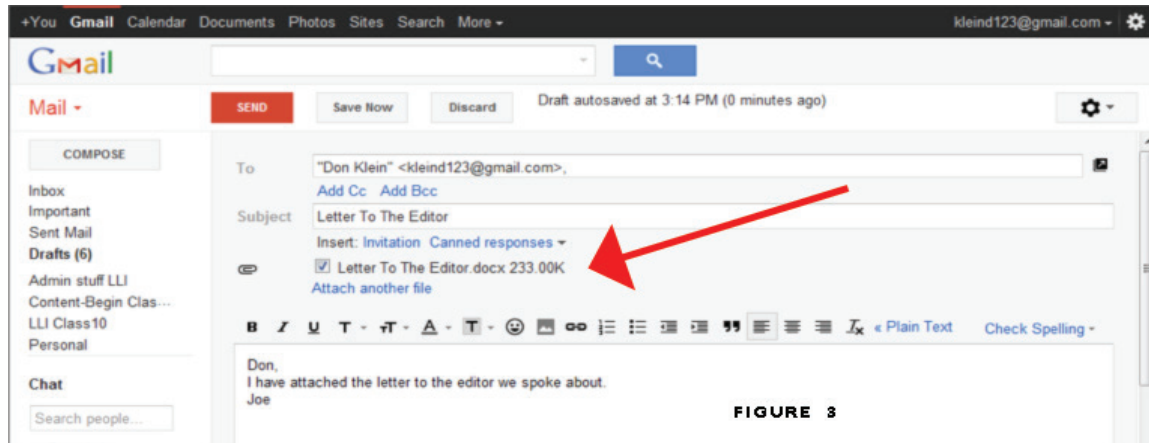 +You Gmail Calendar Documents Photos Sites Search More
kleind123@gmail.com
Gmail
Mail
SEND Save Now Discard Draft autosaved at 3:14 PM (0 minutes ago)
COMPOSE
Inbox
Important
Sent Mail
Drafts (6)
Admin stuff LLI
Content-Begin Clas...
LLI Class10
Personal
Chat
Search people...
To "Don Klein" <kleind123@gmail.com>,
Add Cc Add Bcc
Subject Letter To The Editor
Insert: Invitation Canned responses
Letter To The Editor.docx 233.00K
Attach another file
B I U T TT A T Tx « Plain Text Check Spelling
Don,
I have attached the letter to the editor we spoke about.
Joe
FIGURE 3